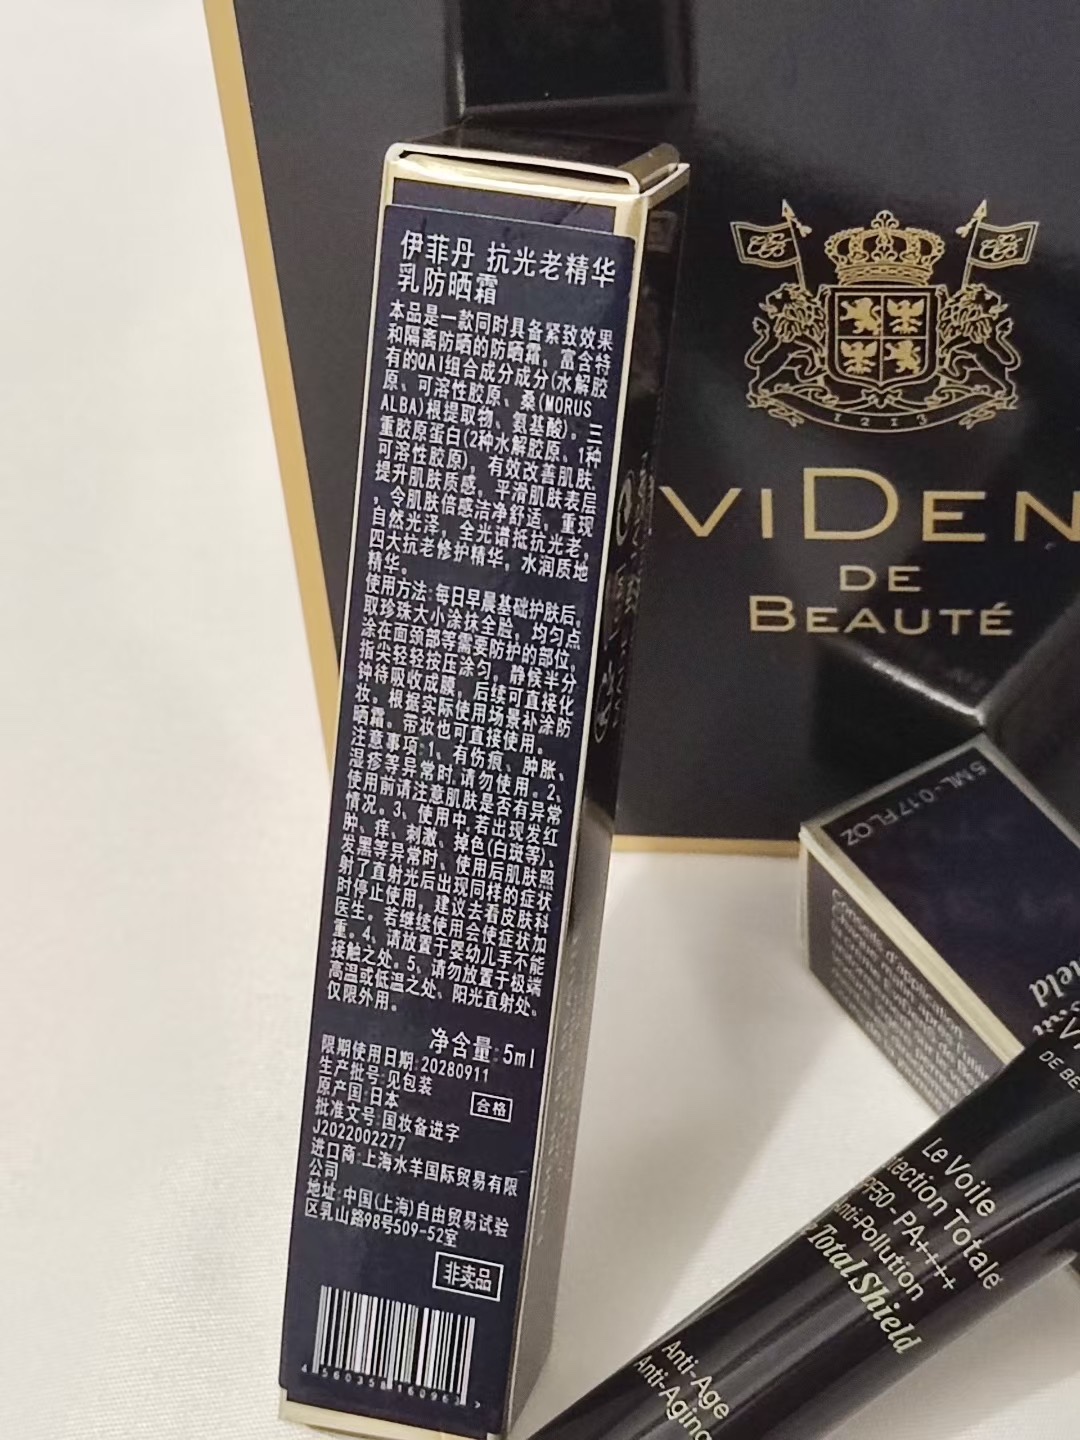 伊菲丹 抗光老精华
乳防晒霜
本品是一款同时具备紧致效果
和隔离防晒的防晒霜，富含特
有的QAI组合成分成分(水解胶
原、可溶性胶原、桑(MORUS
ALBA)根提取物、氨基酸)。三
重胶原蛋白(2种水解胶原、1种
可溶性胶原)，有效改善肌肤，
提升肌肤质感，平滑肌肤表层
，令肌肤倍感洁净舒适，重现
自然光泽，全光谱抵抗光老，
四大抗老修护精华，水润质地
精华。
使用方法:每日早晨基础护肤后，
取珍珠大小涂抹全脸，均匀点
涂在面颈部等需要防护的部位，
指尖轻轻按压涂匀，静候半分
钟待吸收成膜，后续可直接化
妆。根据实际使用场景补涂防
晒霜。带妆也可直接使用。
注意事项:1、有伤痕、肿胀、
湿疹等异常时,请勿使用。2、
使用前请注意肌肤是否有异常
情况。3、使用中,若出现发红
肿、痒、刺激、掉色(白斑等)、
发黑等异常时、使用后肌肤照
射了直射光后出现同样的症状
时停止使用，建议去看皮肤科
医生。若继续使用会使症状加
重。4、请放置于婴幼儿手不能
接触之处。5、请勿放置于极端
高温或低温之处、阳光直射处。
仅限外用。
净含量:5ml
限期使用日期:20280911
生产批号:见包装
合格
原产国:日本
批准文号:国妆备进字
J2022002277
进口商:上海水羊国际贸易有限
公司
地址:中国(上海)自由贸易试验
区乳山路98号509-52室
非卖品
1213
VIDEN
DE
BEAUTÉ
5 ML-0.17 FL.OZ
Conseils d'application
DE BE
Le Voile
tection Totale
PF50-PA++++
nti-Pollution
Total Shield
Anti-Age
Anti-Aging